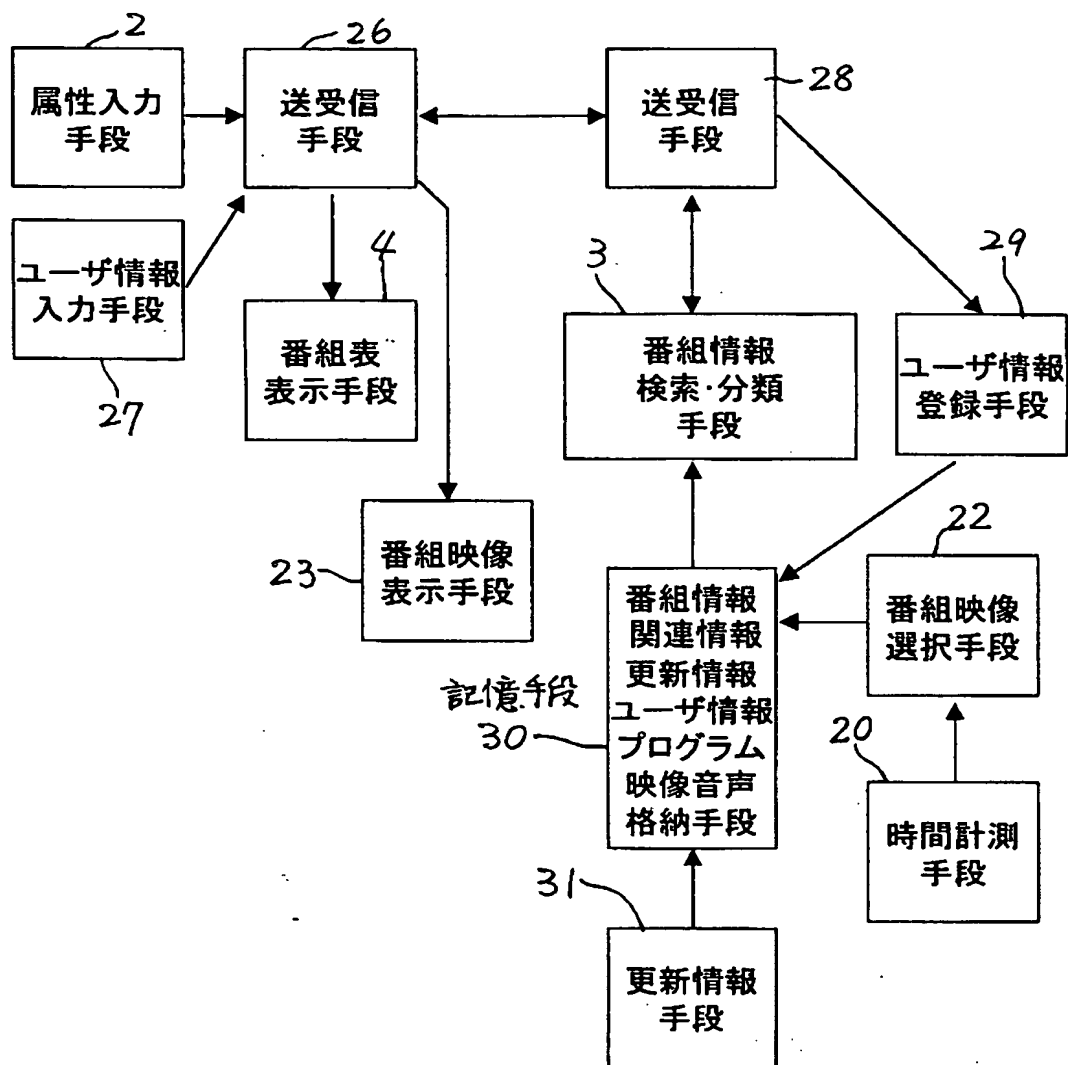 2
26
28
属性入力
手段
送受信
手段
送受信
手段
ユーザ情報
入力手段
27
4
番組表
表示手段
3
番組情報
検索・分類
手段
29
ユーザ情報
登録手段
23
番組映像
表示手段
22
番組映像
選択手段
記憶手段
30
番組情報
関連情報
更新情報
ユーザ情報
プログラム
映像音声
格納手段
20
時間計測
手段
31
更新情報
手段